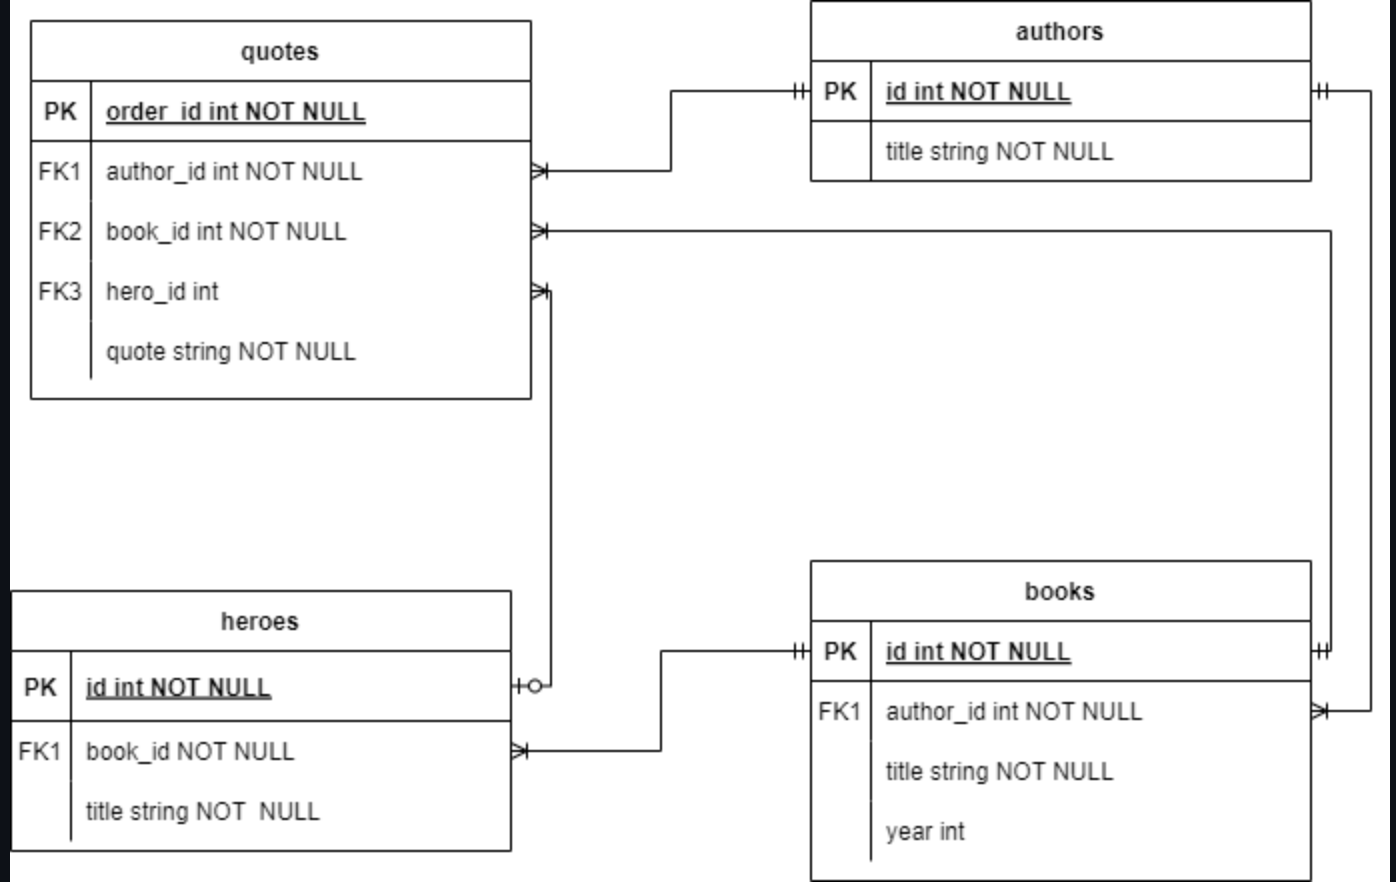 quotes
PK order_id int NOT NULL
FK1 author_id int NOT NULL
FK2 book_id int NOT NULL
FK3 hero_id int
quote string NOT NULL
authors
PK id int NOT NULL
title string NOT NULL
heroes
PK id int NOT NULL
FK1 book_id NOT NULL
title string NOT NULL
books
PK id int NOT NULL
FK1 author_id int NOT NULL
title string NOT NULL
year int